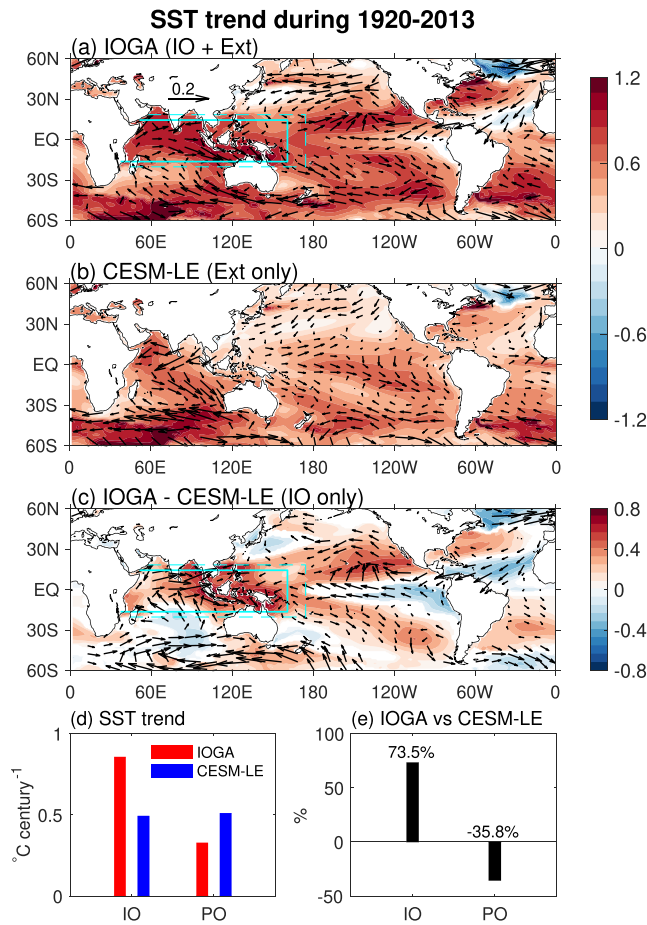 SST trend during 1920-2013
(a) IOGA (IO + Ext)
60N
30N
EQ
30S
60S
0.2
0 60E 120E 180 120W 60W 0
1.2
0.6
0
-0.6
-1.2
(b) CESM-LE (Ext only)
60N
30N
EQ
30S
60S
0 60E 120E 180 120W 60W 0
(c) IOGA - CESM-LE (IO only)
60N
30N
EQ
30S
60S
0 60E 120E 180 120W 60W 0
0.8
0.4
0
-0.4
-0.8
(d) SST trend
°C century-1
1
0.5
0
IOGA
CESM-LE
IO PO
(e) IOGA vs CESM-LE
%
100
50
0
-50
73.5%
-35.8%
IO PO